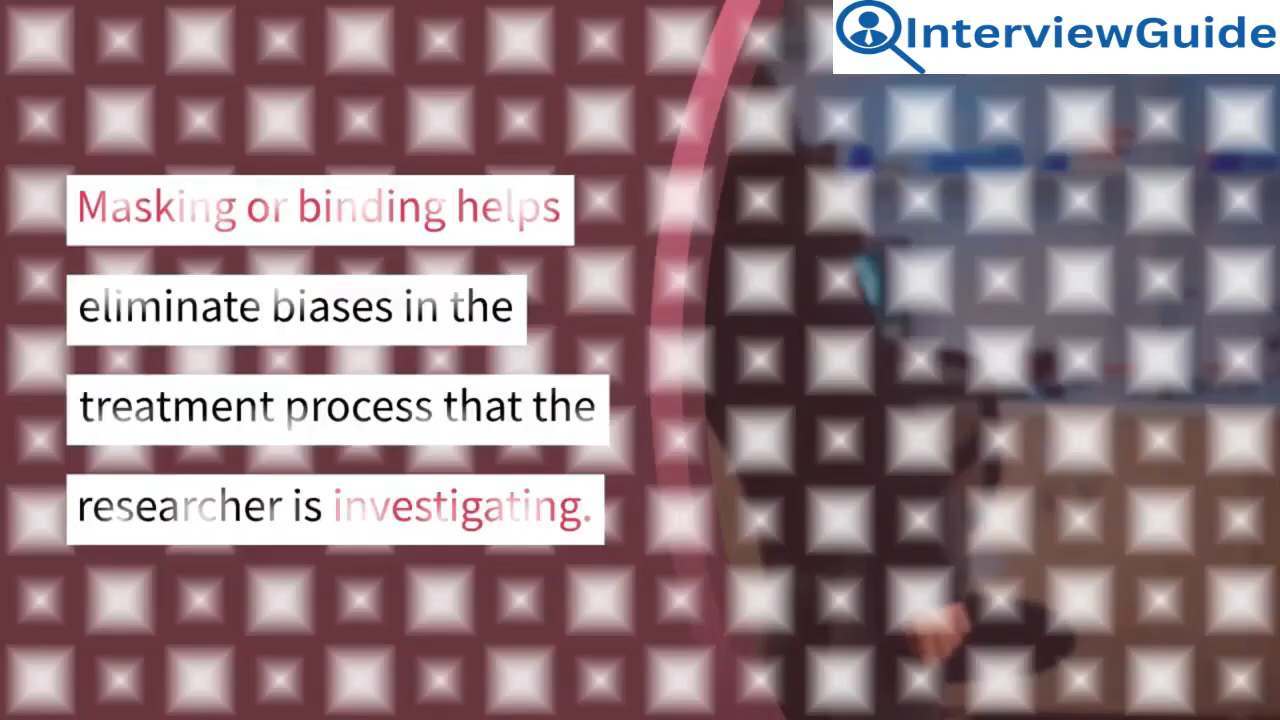 InterviewGuide
Masking or binding helps
eliminate biases in the
treatment process that the
researcher is investigating.